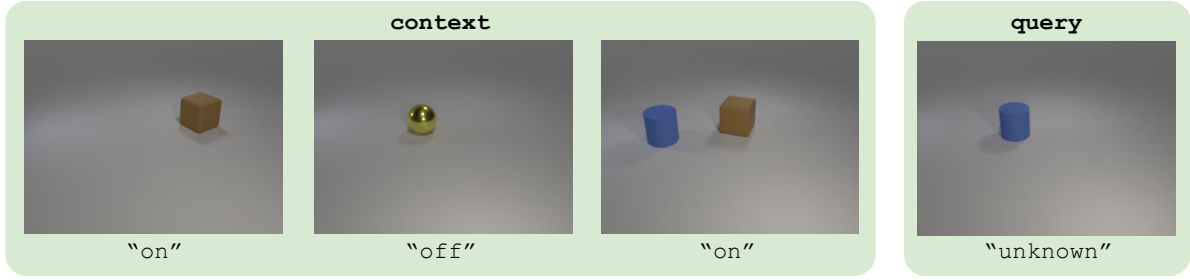 context
query
“on”
“off”
“on”
“unknown”